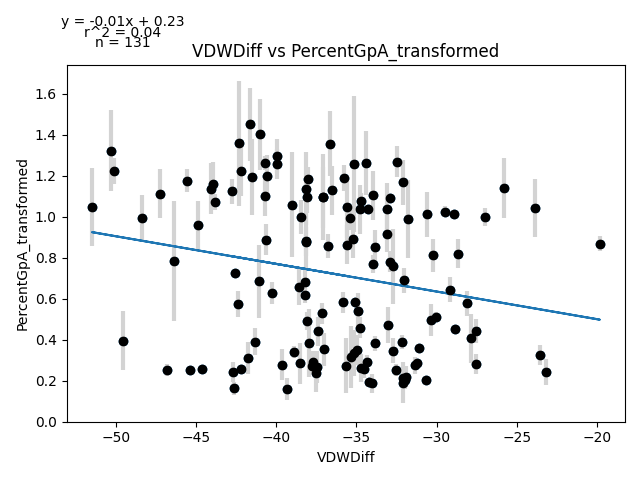 y = -0.01x + 0.23
r^2 = 0.04
n = 131
VDWDiff vs PercentGpA_transformed
PercentGpA_transformed
1.6
1.4
1.2
1.0
0.8
0.6
0.4
0.2
0.0
−50
−45
−40
−35
−30
−25
−20
VDWDiff